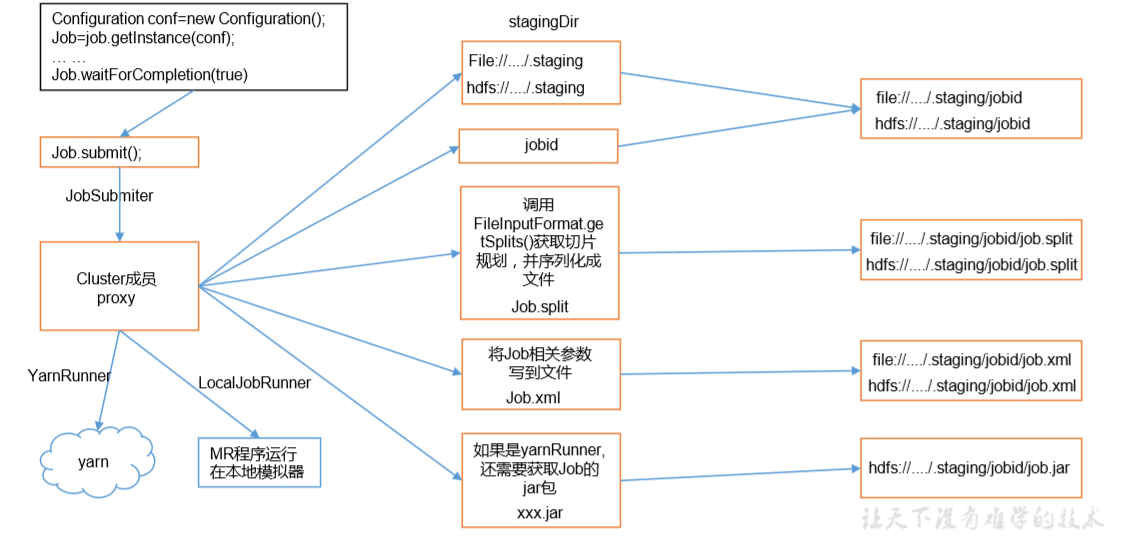 Configuration conf=new Configuration();
Job=job.getInstance(conf);
… …
Job.waitForCompletion(true)
Job.submit();
JobSubmiter
Cluster成员
proxy
YarnRunner
LocalJobRunner
yarn
MR程序运行
在本地模拟器
stagingDir
File://..../.staging
hdfs://..../.staging
jobid
调用
FileInputFormat.ge
tSplits()获取切片
规划，并序列化成
文件
Job.split
将Job相关参数
写到文件
Job.xml
如果是yarnRunner,
还需要获取Job的
jar包
xxx.jar
file://..../.staging/jobid
hdfs://..../.staging/jobid
file://..../.staging/jobid/job.split
hdfs://..../.staging/jobid/job.split
file://..../.staging/jobid/job.xml
hdfs://..../.staging/jobid/job.xml
hdfs://..../.staging/jobid/job.jar
让天下没有难学的技术